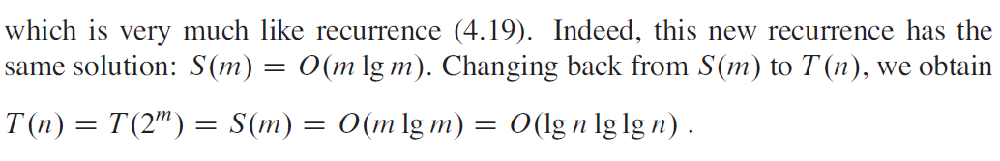 which is very much like recurrence (4.19). Indeed, this new recurrence has the
same solution: S(m) = O(m lg m). Changing back from S(m) to T(n), we obtain
T(n) = T(2ᵐ) = S(m) = O(m lg m) = O(lg n lg lg n) .